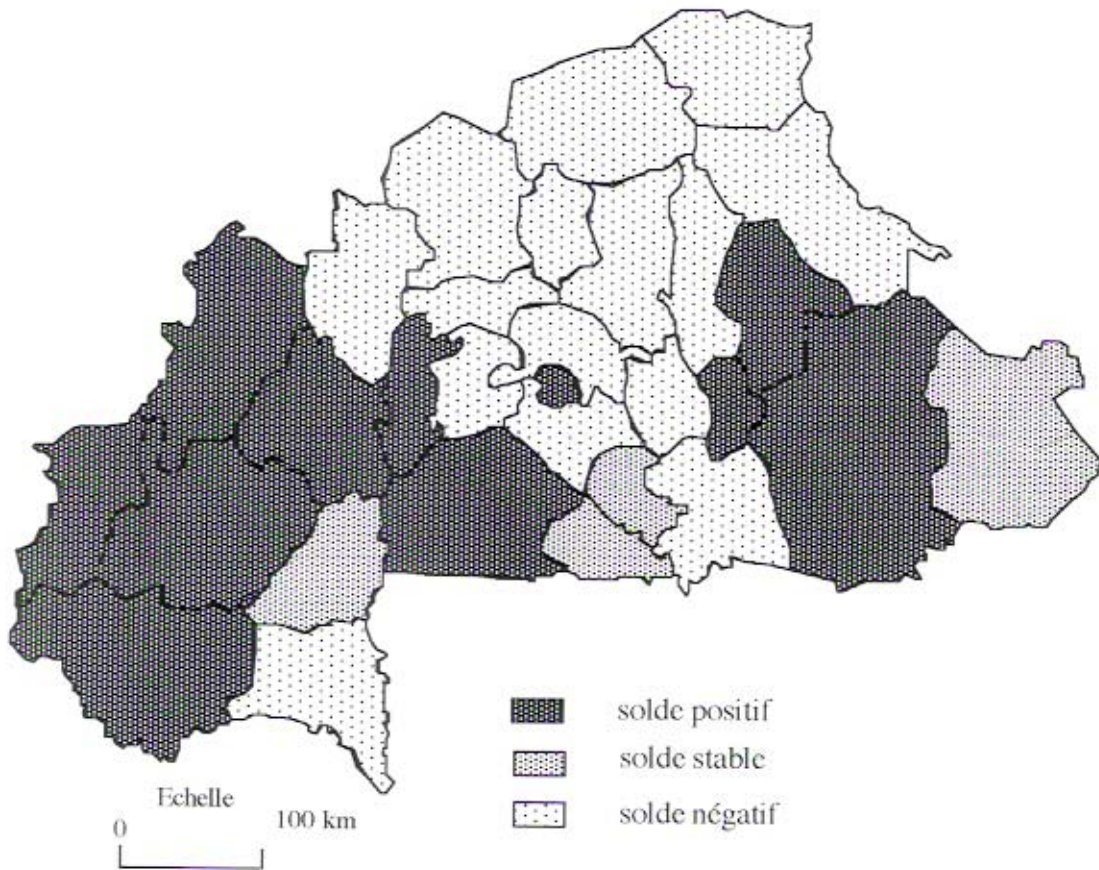 solde positif
solde stable
solde négatif
Echelle
0
100 km